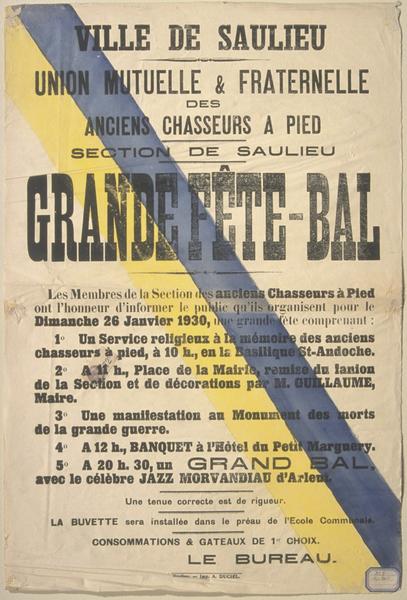 VILLE DE SAULIEU
UNION MUTUELLE & FRATERNELLE
DES
ANCIENS CHASSEURS A PIED
SECTION DE SAULIEU
GRANDE FÊTE-BAL
Les Membres de la Section des anciens Chasseurs à Pied
ont l'honneur d'informer le public qu'ils organisent pour le
Dimanche 26 Janvier 1930, une grande fête comprenant :
1° Un Service religieux à la mémoire des anciens
chasseurs à pied, à 10 h., en la Basilique St-Andoche.
2° A 11 h., Place de la Mairie, remise du fanion
de la Section et de décorations par M. GUILLAUME,
Maire.
3° Une manifestation au Monument des morts
de la grande guerre.
4° A 12 h., BANQUET à l'Hôtel du Petit Marguery.
5° A 20 h. 30, un GRAND BAL,
avec le célèbre JAZZ MORVANDIAU d'Arleuf.
Une tenue correcte est de rigueur.
LA BUVETTE sera installée dans le préau de l'Ecole Communale.
CONSOMMATIONS & GATEAUX DE 1er CHOIX.
LE BUREAU.
Imp. A. DUCIEL.